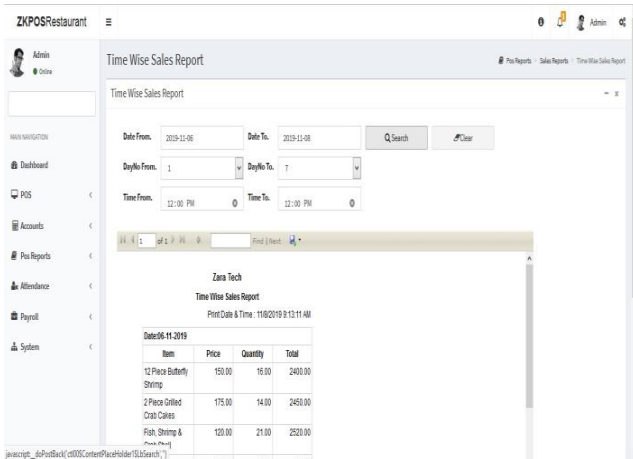 ZKPOSRestaurant
Admin
Admin
Online
Time Wise Sales Report
Pos Reports Sales Reports Time Wise Sales Report
Time Wise Sales Report
MAIN NAVIGATION
Dashboard
POS
Accounts
Pos Reports
Attendance
Payroll
System
Date From. 2019-11-06 Date To. 2019-11-08 Search Clear
DayNo From. 1 DayNo To. 7
Time From. 12:00 PM Time To. 12:00 PM
1 of 1 Find | Next
Zara Tech
Time Wise Sales Report
Print Date & Time : 11/8/2019 9:13:11 AM
Date:06-11-2019
Item Price Quantity Total
12 Piece Butterfly 150.00 16.00 2400.00
Shrimp
2 Piece Grilled 175.00 14.00 2450.00
Crab Cakes
Fish, Shrimp & 120.00 21.00 2520.00
Crab Shell
javascript:__doPostBack('ctl00$ContentPlaceHolder1$LbSearch','')